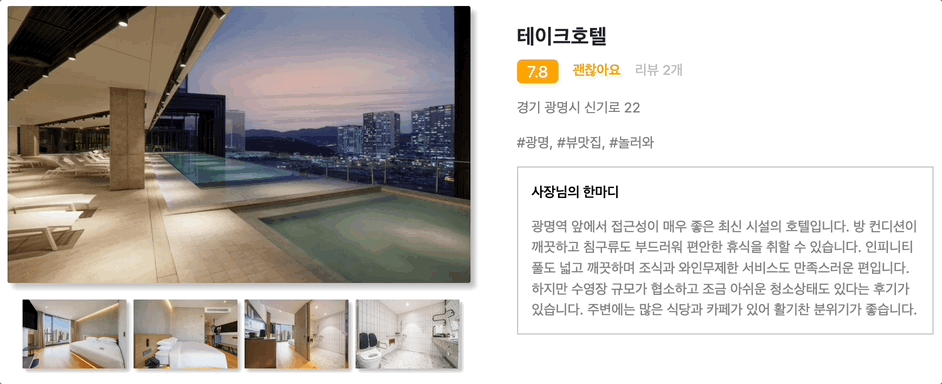 테이크호텔
7.8 괜찮아요 리뷰 2개
경기 광명시 신기로 22
#광명, #뷰맛집, #놀러와
사장님의 한마디
광명역 앞에서 접근성이 매우 좋은 최신 시설의 호텔입니다. 방 컨디션이
깨끗하고 침구류도 부드러워 편안한 휴식을 취할 수 있습니다. 인피니티
풀도 넓고 깨끗하며 조식과 와인무제한 서비스도 만족스러운 편입니다.
하지만 수영장 규모가 협소하고 조금 아쉬운 청소상태도 있다는 후기가
있습니다. 주변에는 많은 식당과 카페가 있어 활기찬 분위기가 좋습니다.